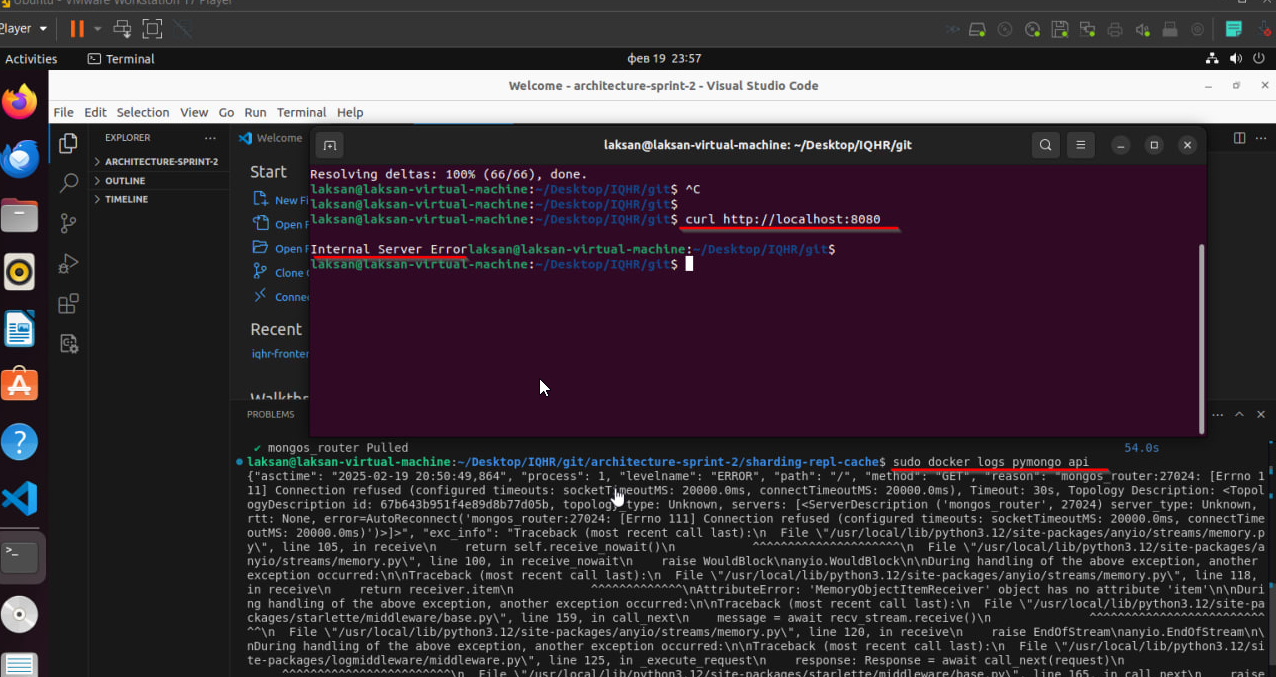 Ubuntu - VMware Workstation 17 Player
Player
Activities
Terminal
фев 19 23:57
Welcome - architecture-sprint-2 - Visual Studio Code
File Edit Selection View Go Run Terminal Help
EXPLORER
ARCHITECTURE-SPRINT-2
OUTLINE
TIMELINE
Welcome
Start
New Fi
Open F
Open
Clone
Conne
Recent
iqhr-fronter
Walkth
laksan@laksan-virtual-machine: ~/Desktop/IQHR/git
Resolving deltas: 100% (66/66), done.
laksan@laksan-virtual-machine:~/Desktop/IQHR/git$ ^C
laksan@laksan-virtual-machine:~/Desktop/IQHR/git$
laksan@laksan-virtual-machine:~/Desktop/IQHR/git$ curl http://localhost:8080
Internal Server Errorlaksan@laksan-virtual-machine:~/Desktop/IQHR/git$
laksan@laksan-virtual-machine:~/Desktop/IQHR/git$
PROBLEMS
✔ mongos_router Pulled 54.0s
laksan@laksan-virtual-machine:~/Desktop/IQHR/git/architecture-sprint-2/sharding-repl-cache$ sudo docker logs pymongo_api
{"asctime": "2025-02-19 20:50:49,864", "process": 1, "levelname": "ERROR", "path": "/", "method": "GET", "reason": "mongos_router:27024: [Errno 1
11] Connection refused (configured timeouts: socketTimeoutMS: 20000.0ms, connectTimeoutMS: 20000.0ms), Timeout: 30s, Topology Description: <Topol
ogyDescription id: 67b643b951f4e89d8b77d05b, topology_type: Unknown, servers: [<ServerDescription ('mongos_router', 27024) server_type: Unknown,
rtt: None, error=AutoReconnect('mongos_router:27024: [Errno 111] Connection refused (configured timeouts: socketTimeoutMS: 20000.0ms, connectTime
outMS: 20000.0ms)')>]>", "exc_info": "Traceback (most recent call last):\n  File \"/usr/local/lib/python3.12/site-packages/anyio/streams/memory.p
y\", line 105, in receive\n    return self.receive_nowait()\n           ^^^^^^^^^^^^^^^^^^^^^\n  File \"/usr/local/lib/python3.12/site-packages/a
nyio/streams/memory.py\", line 100, in receive_nowait\n    raise WouldBlock\nanyio.WouldBlock\n\nDuring handling of the above exception, another
exception occurred:\n\nTraceback (most recent call last):\n  File \"/usr/local/lib/python3.12/site-packages/anyio/streams/memory.py\", line 118,
in receive\n    return receiver.item\n           ^^^^^^^^^^^^^\nAttributeError: 'MemoryObjectItemReceiver' object has no attribute 'item'\n\nDuri
ng handling of the above exception, another exception occurred:\n\nTraceback (most recent call last):\n  File \"/usr/local/lib/python3.12/site-pa
ckages/starlette/middleware/base.py\", line 159, in call_next\n    message = await recv_stream.receive()\n              ^^^^^^^^^^^^^^^^^^^^^^^^
^^\n  File \"/usr/local/lib/python3.12/site-packages/anyio/streams/memory.py\", line 120, in receive\n    raise EndOfStream\nanyio.EndOfStream\n\
nDuring handling of the above exception, another exception occurred:\n\nTraceback (most recent call last):\n  File \"/usr/local/lib/python3.12/si
te-packages/logmiddleware/middleware.py\", line 125, in _execute_request\n    response: Response = await call_next(request)\n
^^^^^^^^^^^^^^^^^^^^^^^^\n  File \"/usr/local/lib/python3.12/site-packages/starlette/middleware/base.py\", line 165, in call_next\n    raise